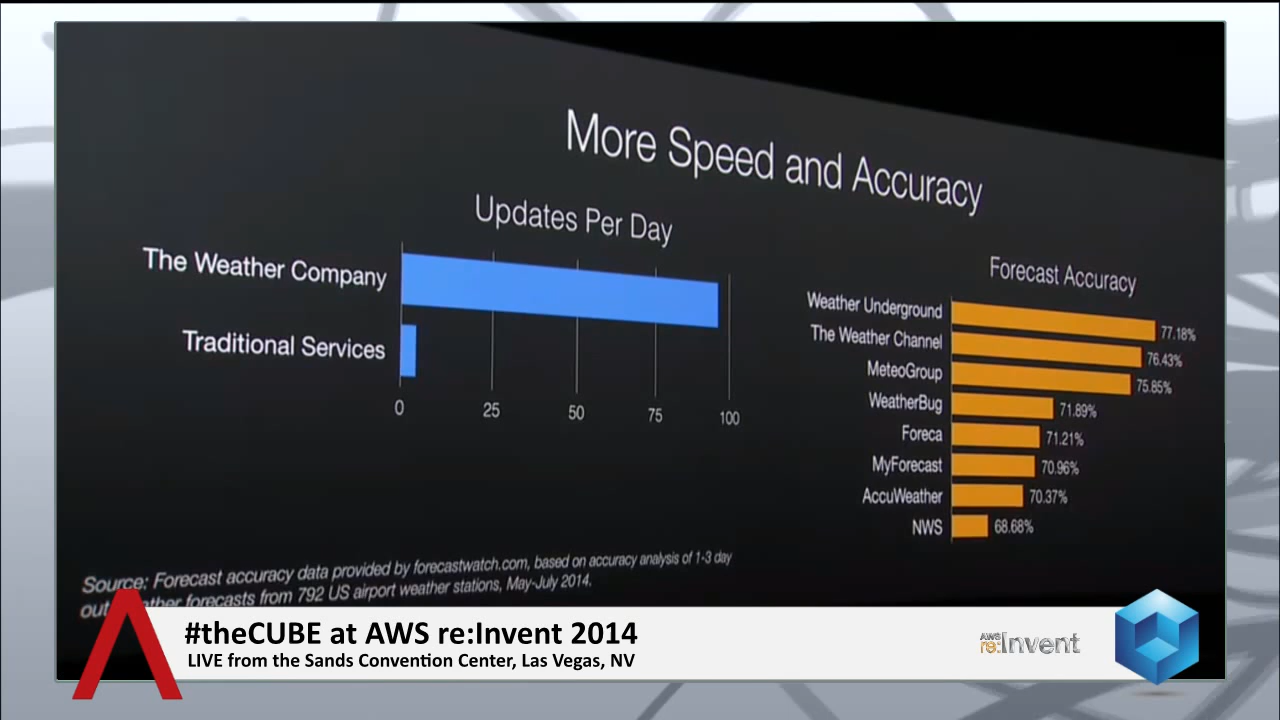 More Speed and Accuracy
Updates Per Day
The Weather Company
Traditional Services
0 25 50 75 100
Forecast Accuracy
Weather Underground 77.18%
The Weather Channel 76.43%
MeteoGroup 75.85%
WeatherBug 71.89%
Foreca 71.21%
MyForecast 70.96%
AccuWeather 70.37%
NWS 68.68%
Source: Forecast accuracy data provided by forecastwatch.com, based on accuracy analysis of 1-3 day
forecasts from 792 US airport weather stations, May-July 2014.
#theCUBE at AWS re:Invent 2014
LIVE from the Sands Convention Center, Las Vegas, NV
AWS
re:Invent